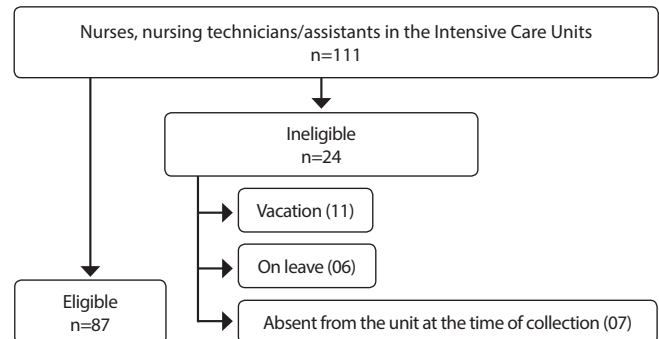 Nurses, nursing technicians/assistants in the Intensive Care Units
n=111
Ineligible
n=24
Vacation (11)
On leave (06)
Absent from the unit at the time of collection (07)
Eligible
n=87